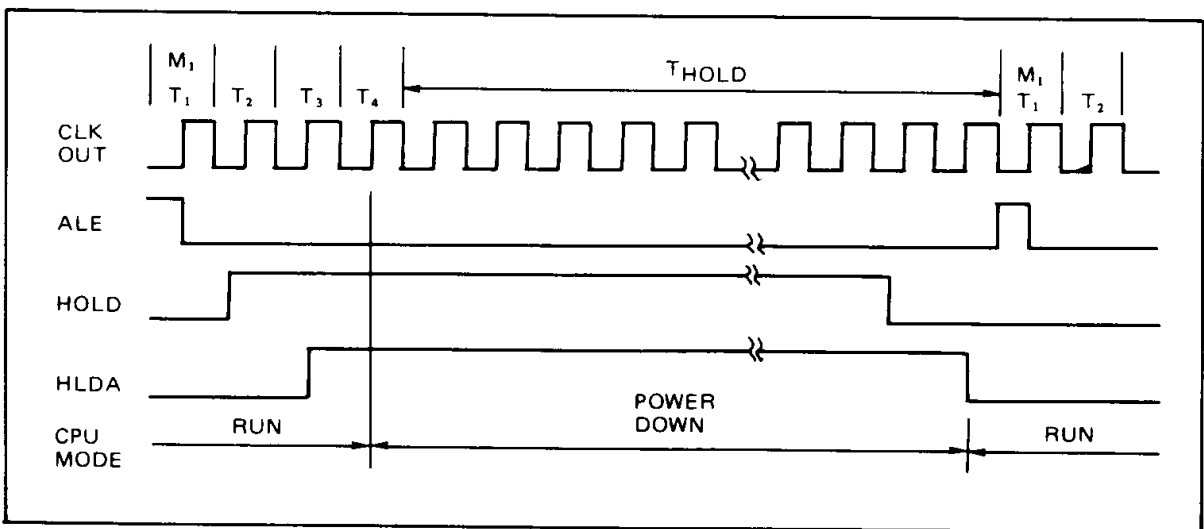 M₁ T_HOLD M₁
T₁ T₂ T₃ T₄ T₁ T₂
CLK
OUT
ALE
HOLD
HLDA
CPU
MODE
RUN
POWER
DOWN
RUN